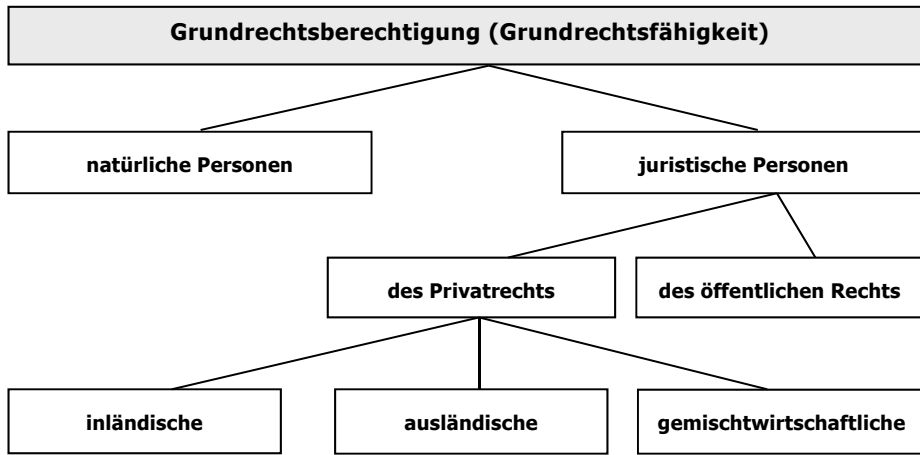 Grundrechtsberechtigung (Grundrechtsfähigkeit)
natürliche Personen
juristische Personen
des Privatrechts
des öffentlichen Rechts
inländische
ausländische
gemischtwirtschaftliche